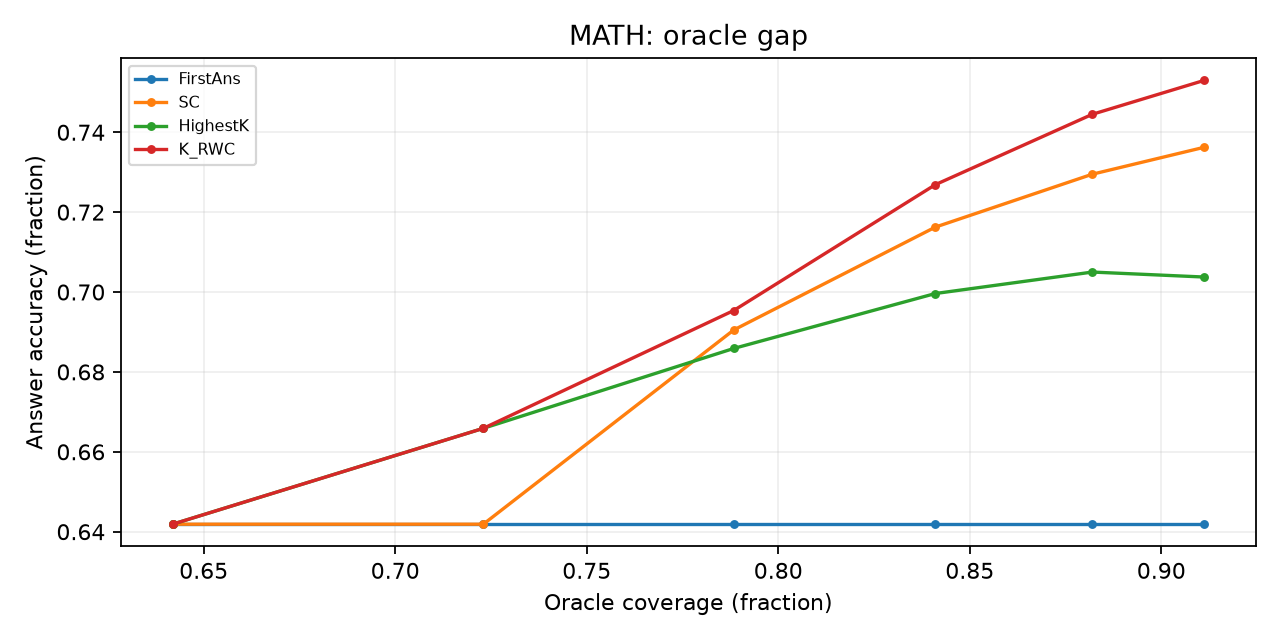 MATH: oracle gap
FirstAns
SC
HighestK
K_RWC
Answer accuracy (fraction)
0.74
0.72
0.70
0.68
0.66
0.64
0.65 0.70 0.75 0.80 0.85 0.90
Oracle coverage (fraction)